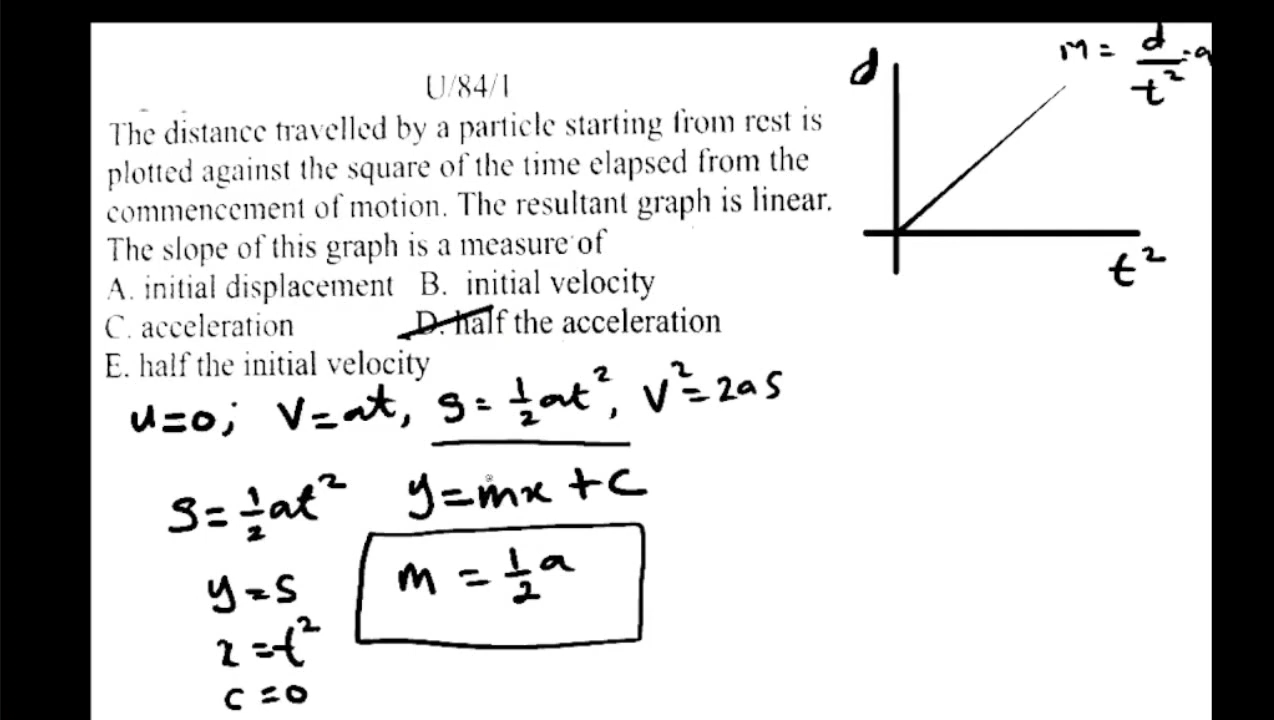 U/84/1
The distance travelled by a particle starting from rest is
plotted against the square of the time elapsed from the
commencement of motion. The resultant graph is linear.
The slope of this graph is a measure of
A. initial displacement B. initial velocity
C. acceleration D. half the acceleration
E. half the initial velocity
u=0; V=at, S=½at², V²=2as
S=½at² y=mx+c
m=½a
y=s
x=t²
c=0
d
m = d/t² = a
t²